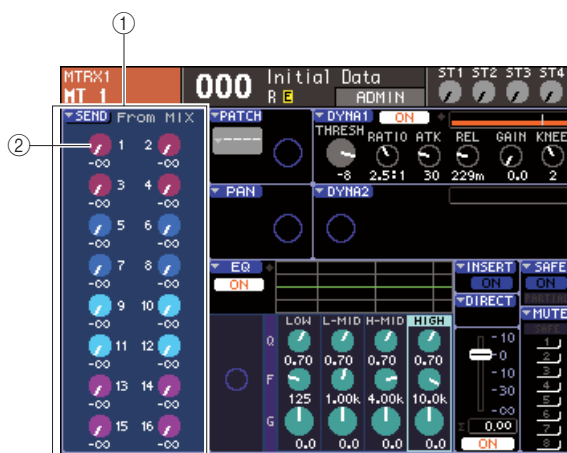 ①
②
MTRX1
MT 1
000
Initial Data
R E
ADMIN
ST1 ST2 ST3 ST4
SEND From MIX
1 2
-∞ -∞
3 4
-∞ -∞
5 6
-∞ -∞
7 8
-∞ -∞
9 10
-∞ -∞
11 12
-∞ -∞
13 14
-∞ -∞
15 16
-∞ -∞
PATCH
-----
PAN
DYNA1 ON
THRESH RATIO ATK REL GAIN KNEE
-8 2.5:1 30 229m 0.0 2
DYNA2
EQ
ON
LOW L-MID H-MID HIGH
Q
0.70 0.70 0.70 0.70
F
125 1.00k 4.00k 10.0k
G
0.0 0.0 0.0 0.0
INSERT
ON
DIRECT
10
0
-10
-30
-∞
Σ 0.00
ON
SAFE
ON
PARTIAL
MUTE
SAFE
1
2
3
4
5
6
7
8